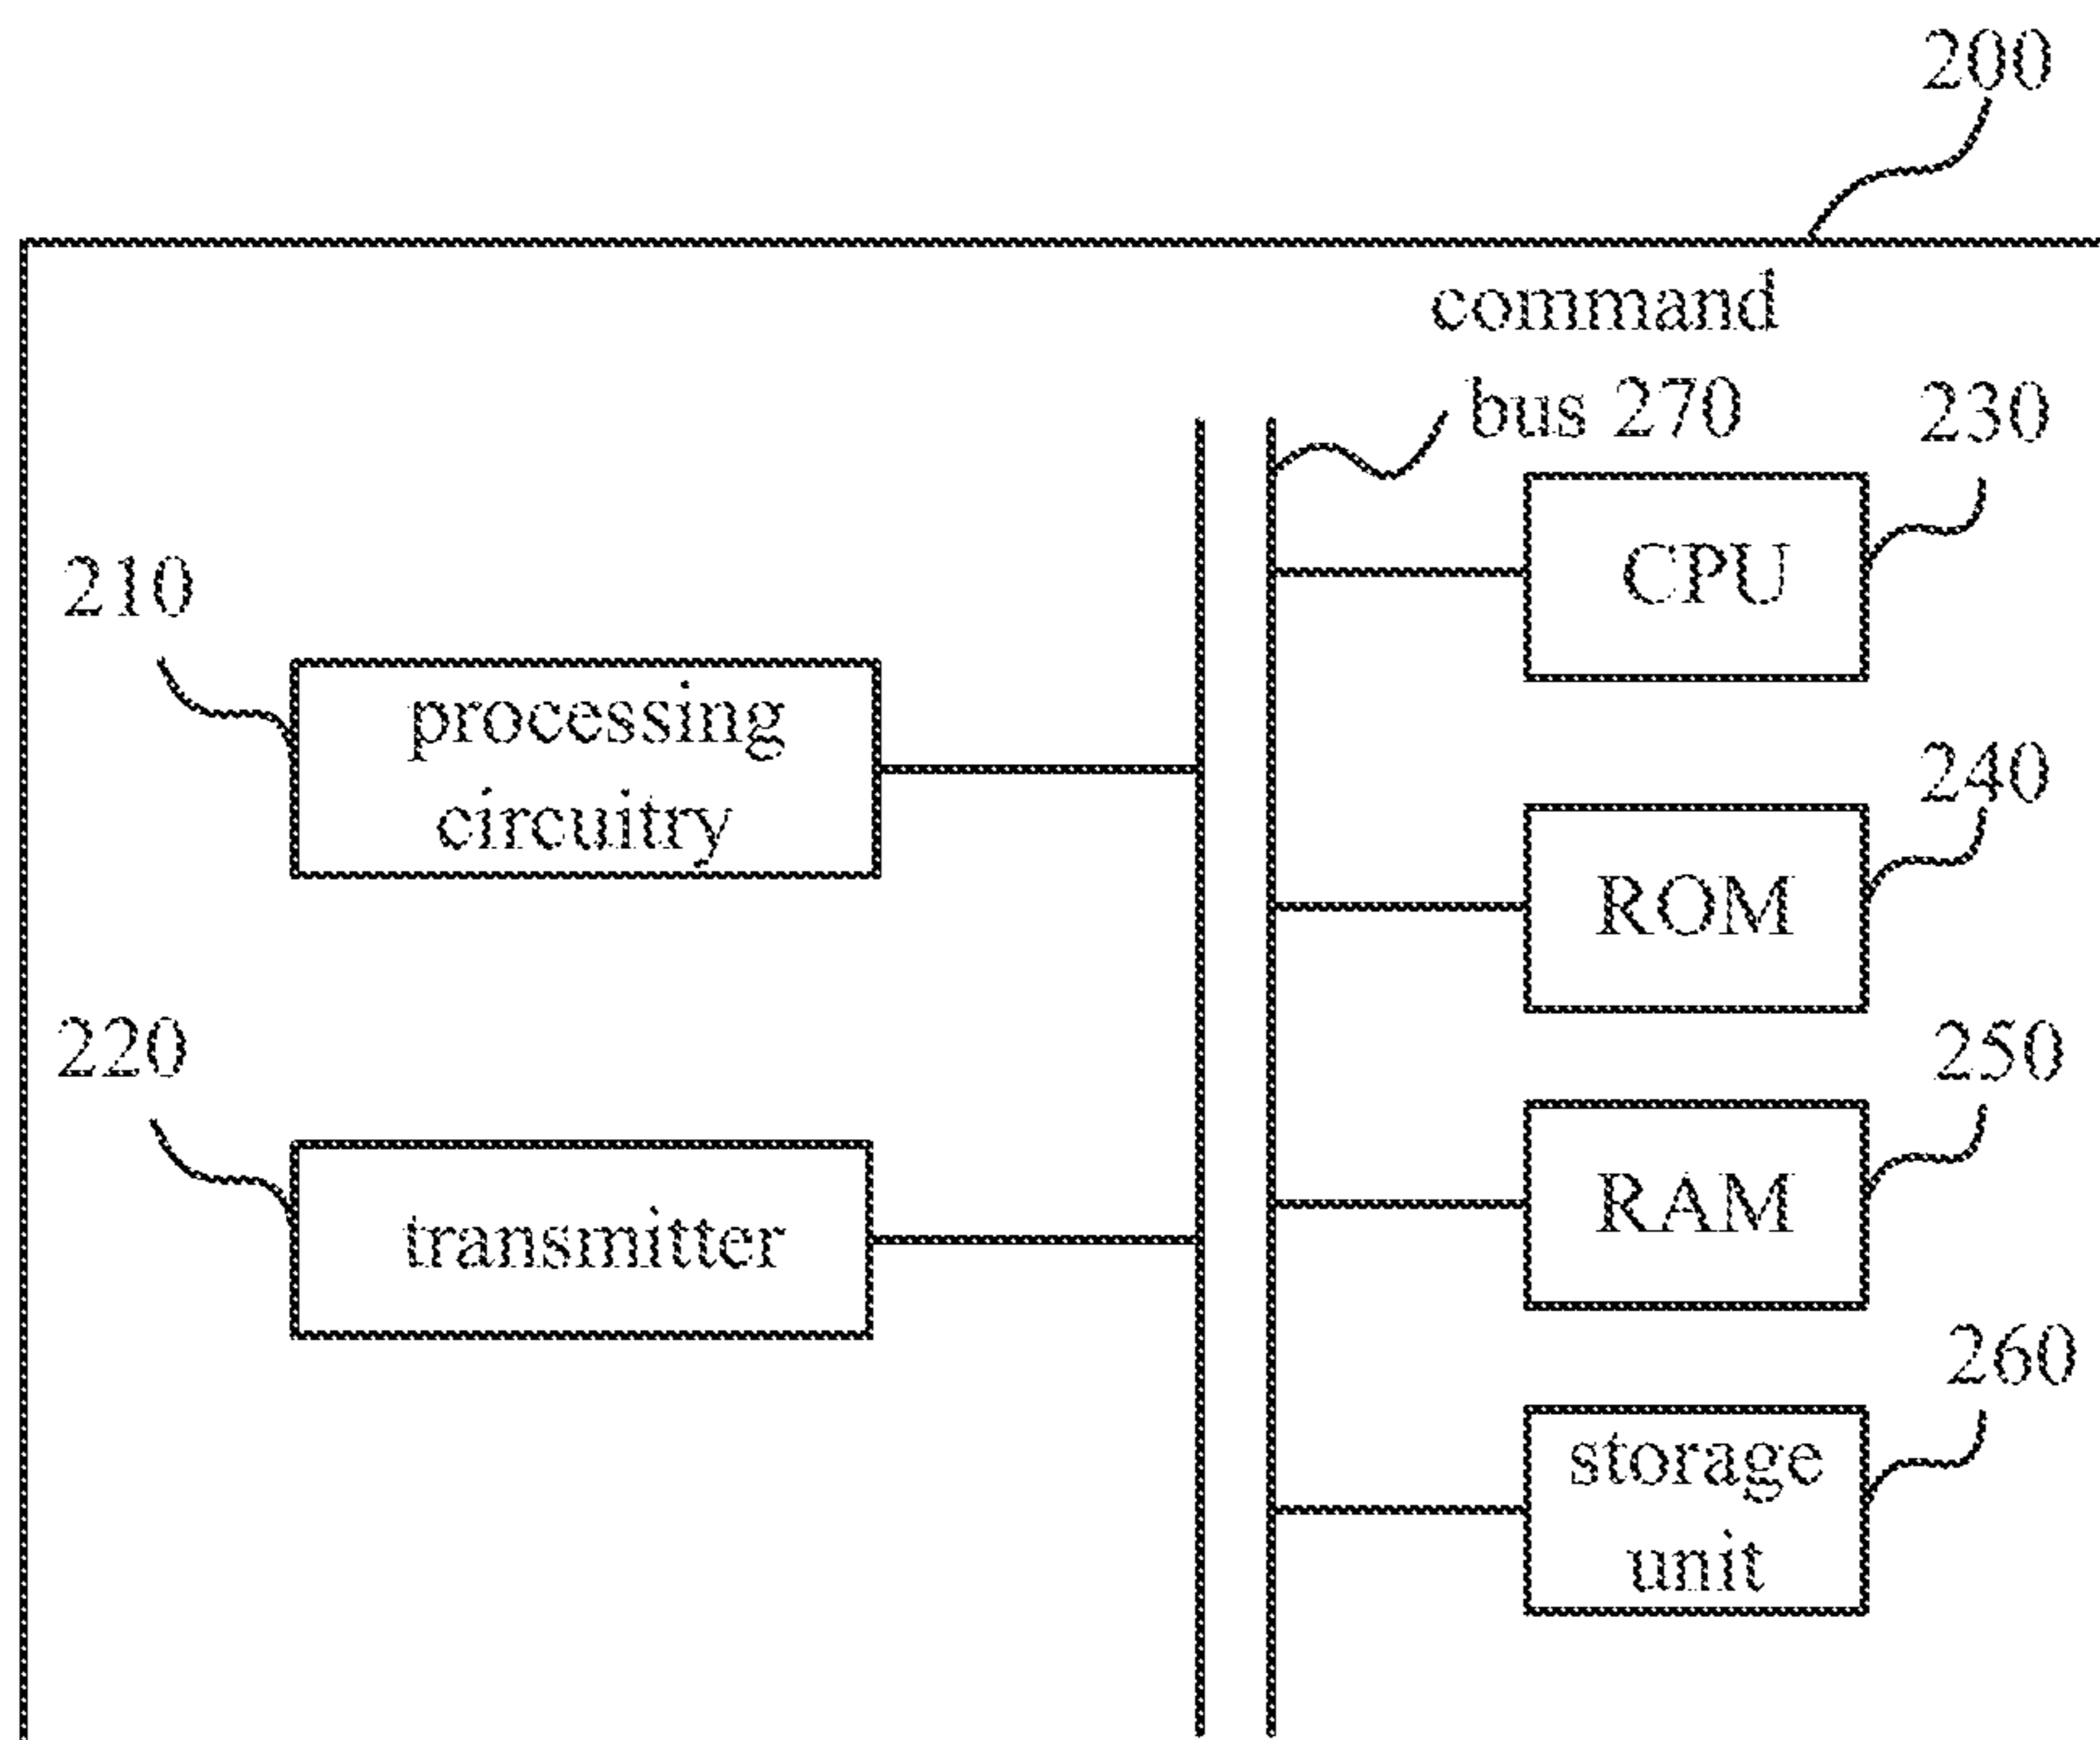 200
command
bus 270
230
CPU
210
processing
circuitry
240
ROM
220
250
RAM
transmitter
260
storage
unit